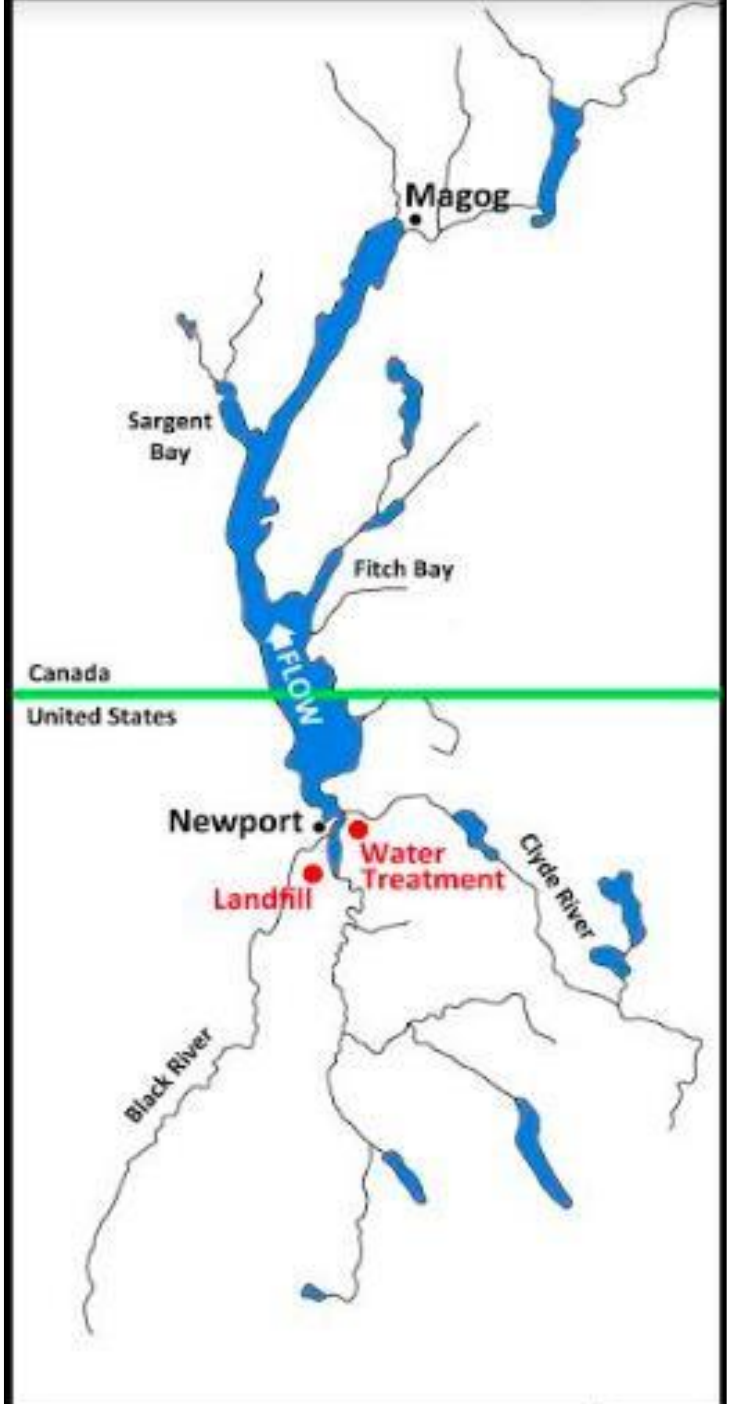 Magog
Sargent
Bay
Fitch Bay
FLOW
Canada
United States
Newport
Water
Treatment
Landfill
Clyde River
Black River